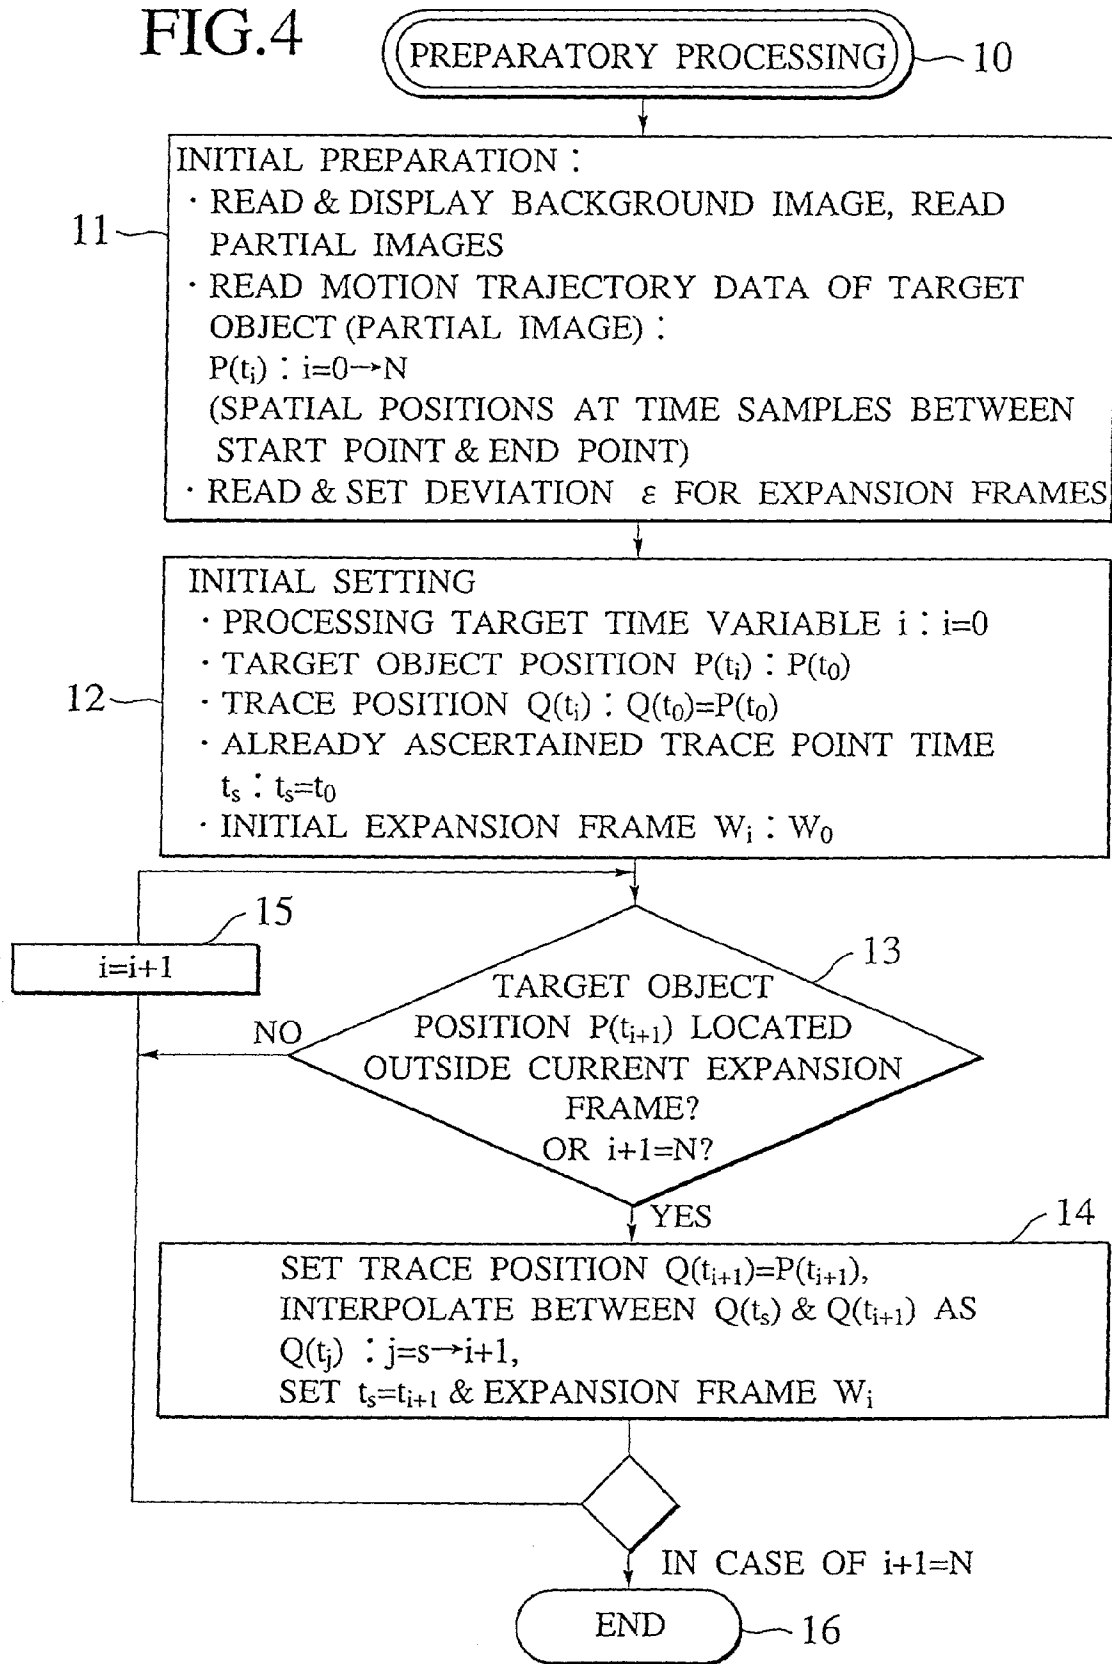 FIG.4
PREPARATORY PROCESSING
10
INITIAL PREPARATION :
· READ & DISPLAY BACKGROUND IMAGE, READ
PARTIAL IMAGES
11
· READ MOTION TRAJECTORY DATA OF TARGET
OBJECT (PARTIAL IMAGE) :
P(ti) : i=0→N
(SPATIAL POSITIONS AT TIME SAMPLES BETWEEN
START POINT & END POINT)
· READ & SET DEVIATION ε FOR EXPANSION FRAMES
INITIAL SETTING
· PROCESSING TARGET TIME VARIABLE i : i=0
· TARGET OBJECT POSITION P(ti) : P(t0)
12
· TRACE POSITION Q(ti) : Q(t0)=P(t0)
· ALREADY ASCERTAINED TRACE POINT TIME
ts : ts=t0
· INITIAL EXPANSION FRAME Wi : W0
15
i=i+1
13
TARGET OBJECT
POSITION P(ti+1) LOCATED
OUTSIDE CURRENT EXPANSION
FRAME?
OR i+1=N?
NO
YES
14
SET TRACE POSITION Q(ti+1)=P(ti+1),
INTERPOLATE BETWEEN Q(ts) & Q(ti+1) AS
Q(tj) : j=s→i+1,
SET ts=ti+1 & EXPANSION FRAME Wi
IN CASE OF i+1=N
END
16